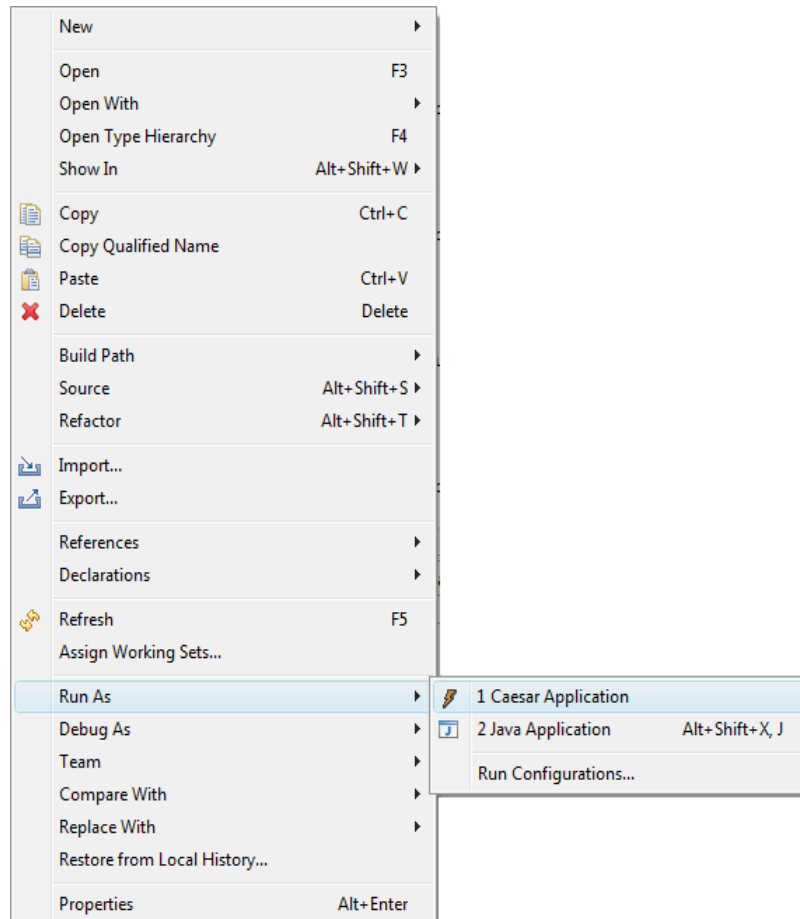 New
Open F3
Open With
Open Type Hierarchy F4
Show In Alt+Shift+W
Copy Ctrl+C
Copy Qualified Name
Paste Ctrl+V
Delete Delete
Build Path
Source Alt+Shift+S
Refactor Alt+Shift+T
Import...
Export...
References
Declarations
Refresh F5
Assign Working Sets...
Run As
1 Caesar Application
Debug As
2 Java Application Alt+Shift+X, J
Team
Run Configurations...
Compare With
Replace With
Restore from Local History...
Properties Alt+Enter